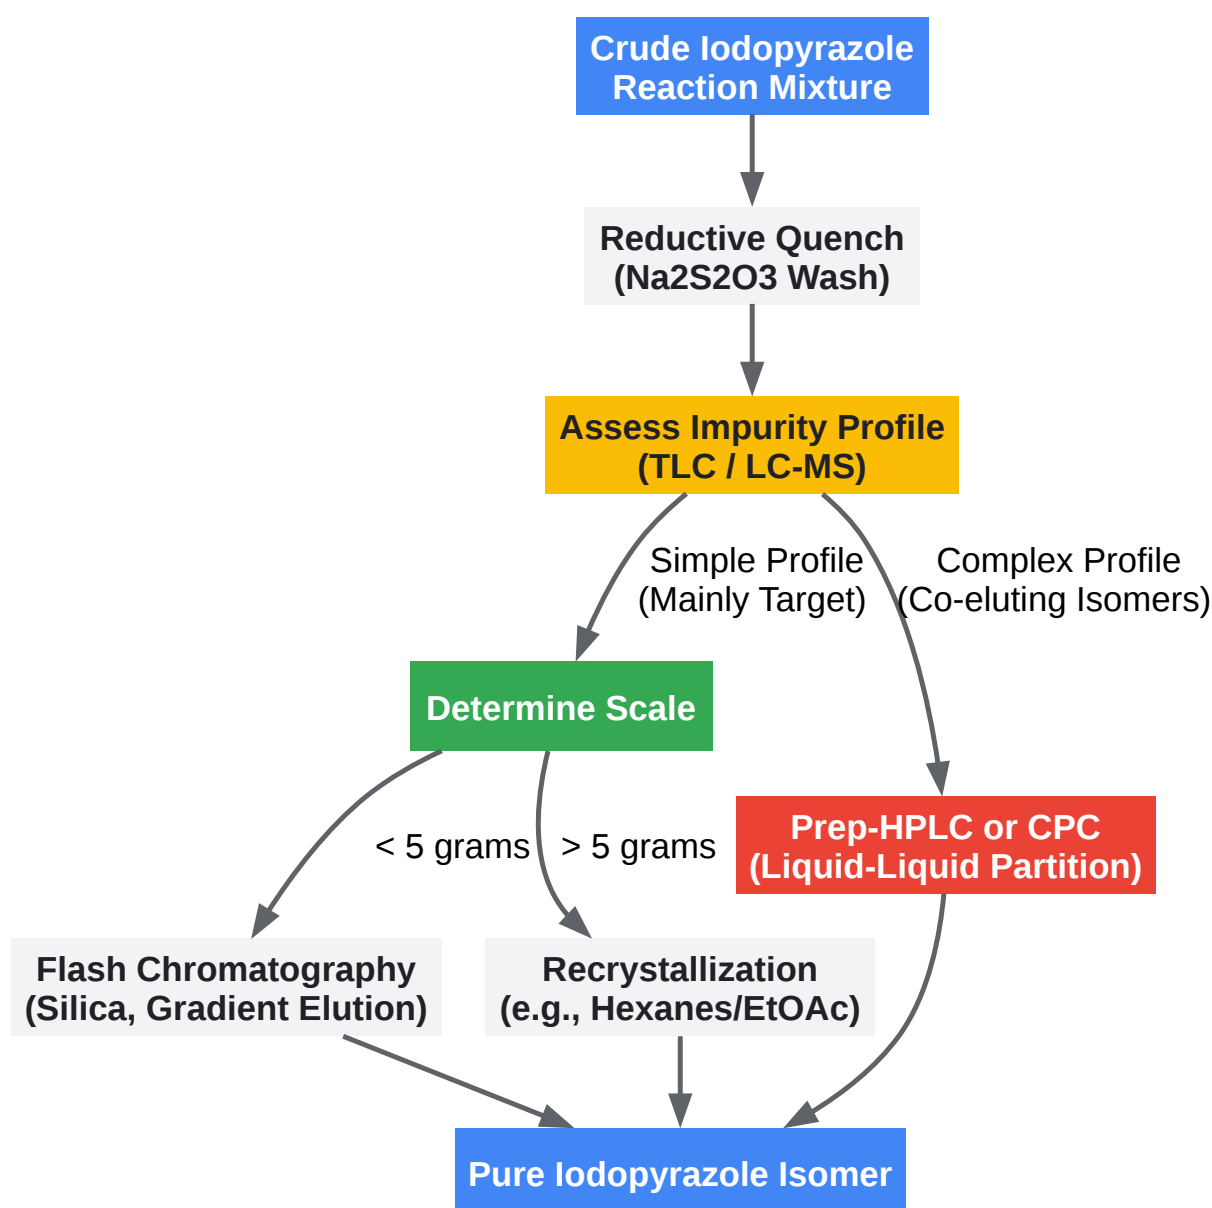 Crude Iodopyrazole
Reaction Mixture
Reductive Quench
(Na2S2O3 Wash)
Assess Impurity Profile
(TLC / LC-MS)
Simple Profile
(Mainly Target)
Complex Profile
(Co-eluting Isomers)
Determine Scale
< 5 grams
> 5 grams
Prep-HPLC or CPC
(Liquid-Liquid Partition)
Flash Chromatography
(Silica, Gradient Elution)
Recrystallization
(e.g., Hexanes/EtOAc)
Pure Iodopyrazole Isomer